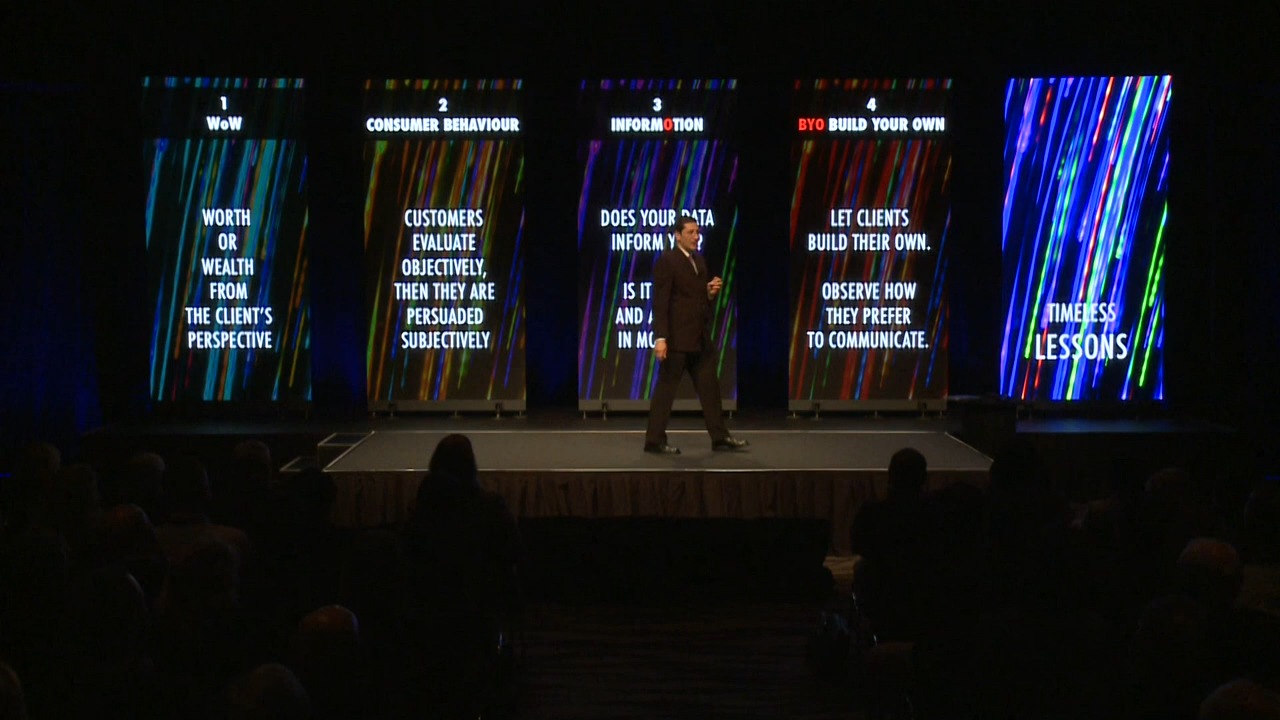 1
WoW
WORTH
OR
WEALTH
FROM
THE CLIENT'S
PERSPECTIVE
2
CONSUMER BEHAVIOUR
CUSTOMERS
EVALUATE
OBJECTIVELY,
THEN THEY ARE
PERSUADED
SUBJECTIVELY
3
INFORMOTION
DOES YOUR DATA
INFORM
IS IT
AND
IN
4
BYO BUILD YOUR OWN
LET CLIENTS
BUILD THEIR OWN.
OBSERVE HOW
THEY PREFER
TO COMMUNICATE.
TIMELESS
LESSONS